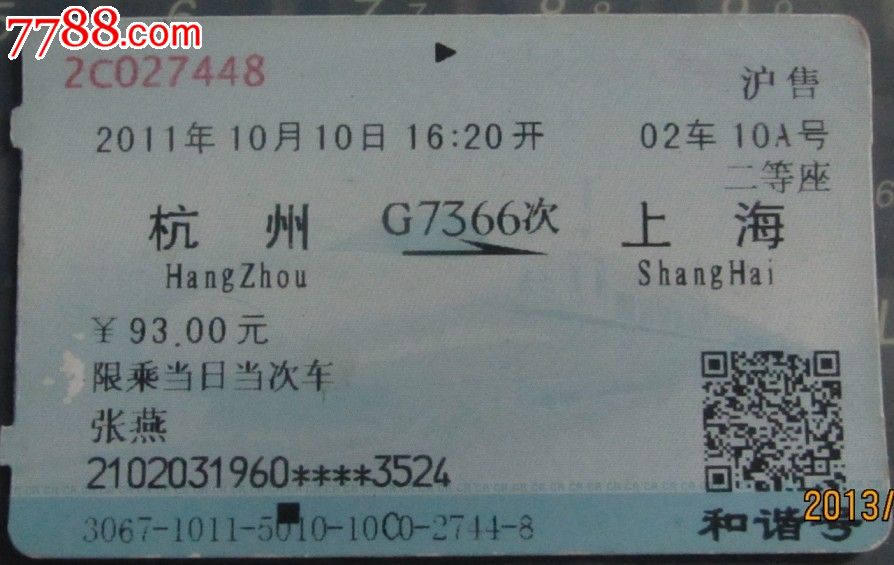 7788.com
2C027448
沪售
2011年10月10日 16:20开 02车 10A号
二等座
杭州 G7366次 上海
HangZhou ShangHai
￥93.00元
限乘当日当次车
张燕
2102031960****3524
2013/
3067-1011-5010-10C0-2744-8 和谐号